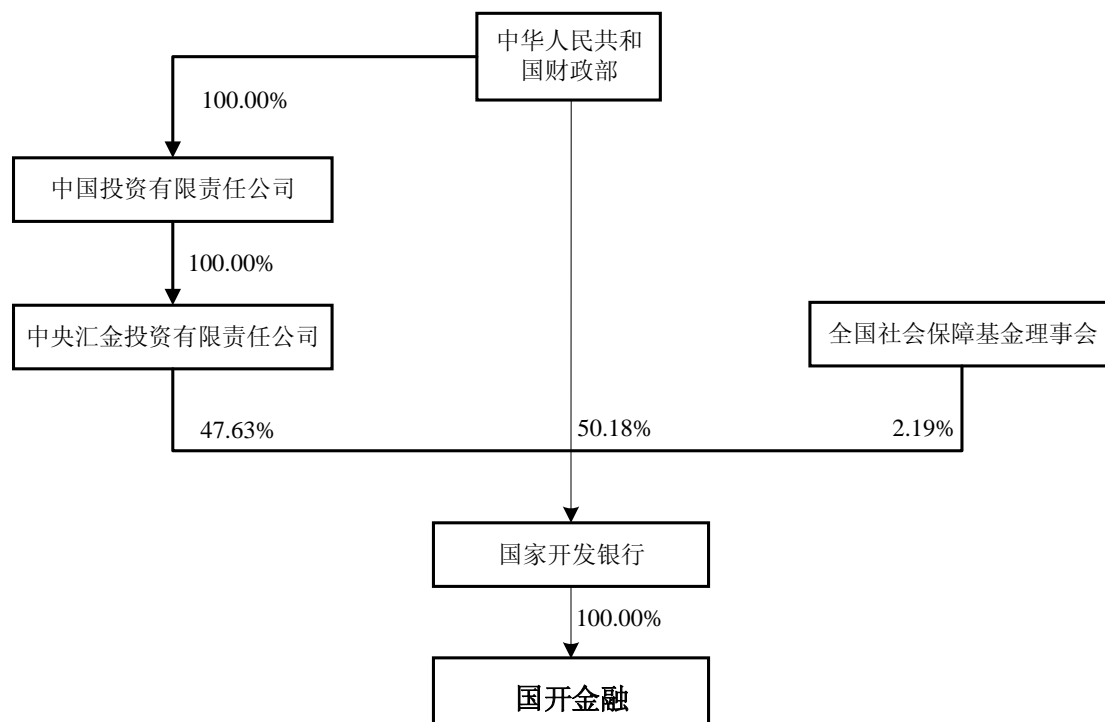 中华人民共和
国财政部
100.00%
中国投资有限责任公司
100.00%
中央汇金投资有限责任公司
全国社会保障基金理事会
47.63%
50.18%
2.19%
国家开发银行
100.00%
国开金融